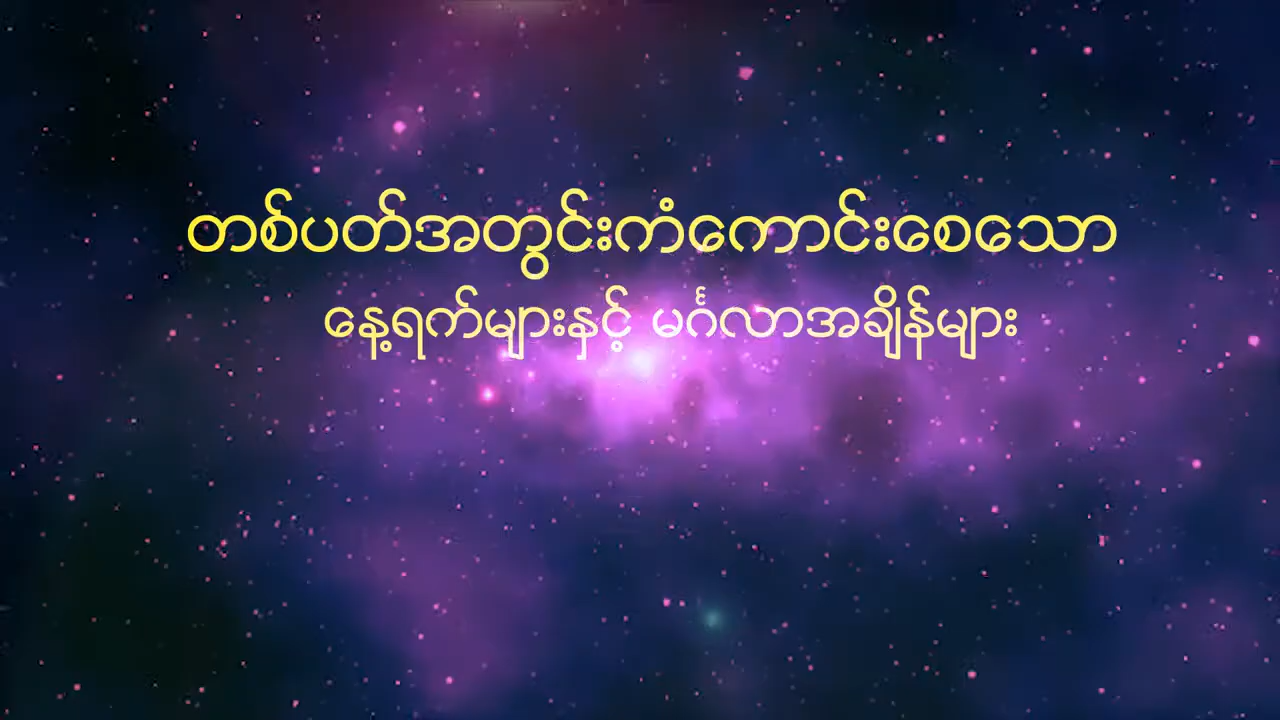 တစ်ပတ်အတွင်းကံကောင်းစေသော
နေ့ရက်များနှင့် မင်္ဂလာအချိန်များ